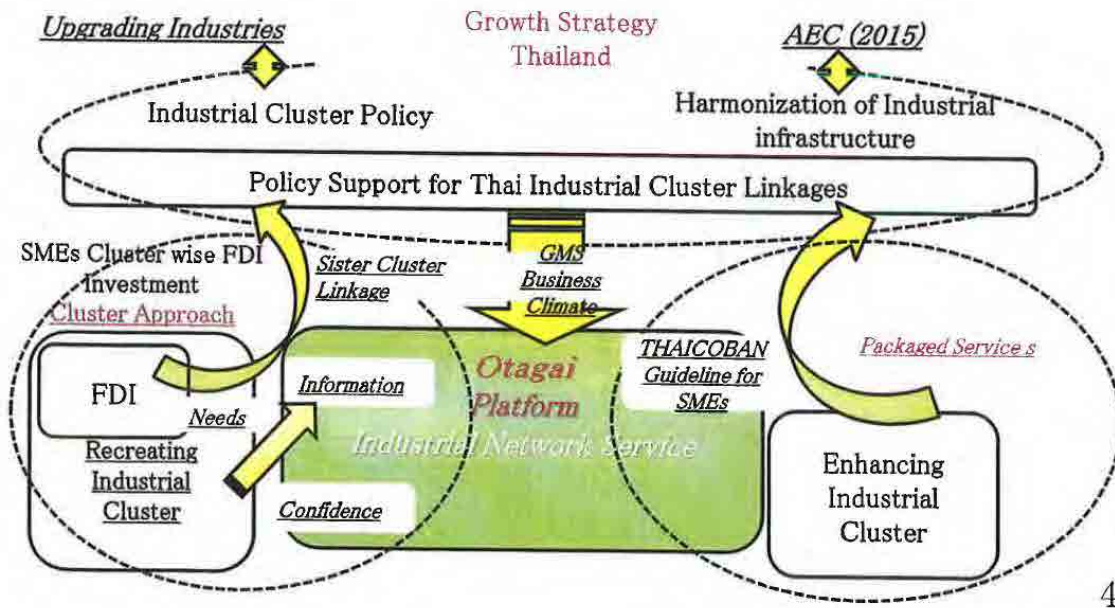 Growth Strategy
Thailand
Upgrading Industries
AEC (2015)
Industrial Cluster Policy
Harmonization of Industrial
infrastructure
Policy Support for Thai Industrial Cluster Linkages
SMEs Cluster wise FDI
Investment
Cluster Approach
Sister Cluster
Linkage
GMS
Business
Climate
FDI
Needs
Recreating
Industrial
Cluster
Information
Confidence
Otagai
Platform
Industrial Network Service
THAICOBAN
Guideline for
SMEs
Packaged Service s
Enhancing
Industrial
Cluster
4